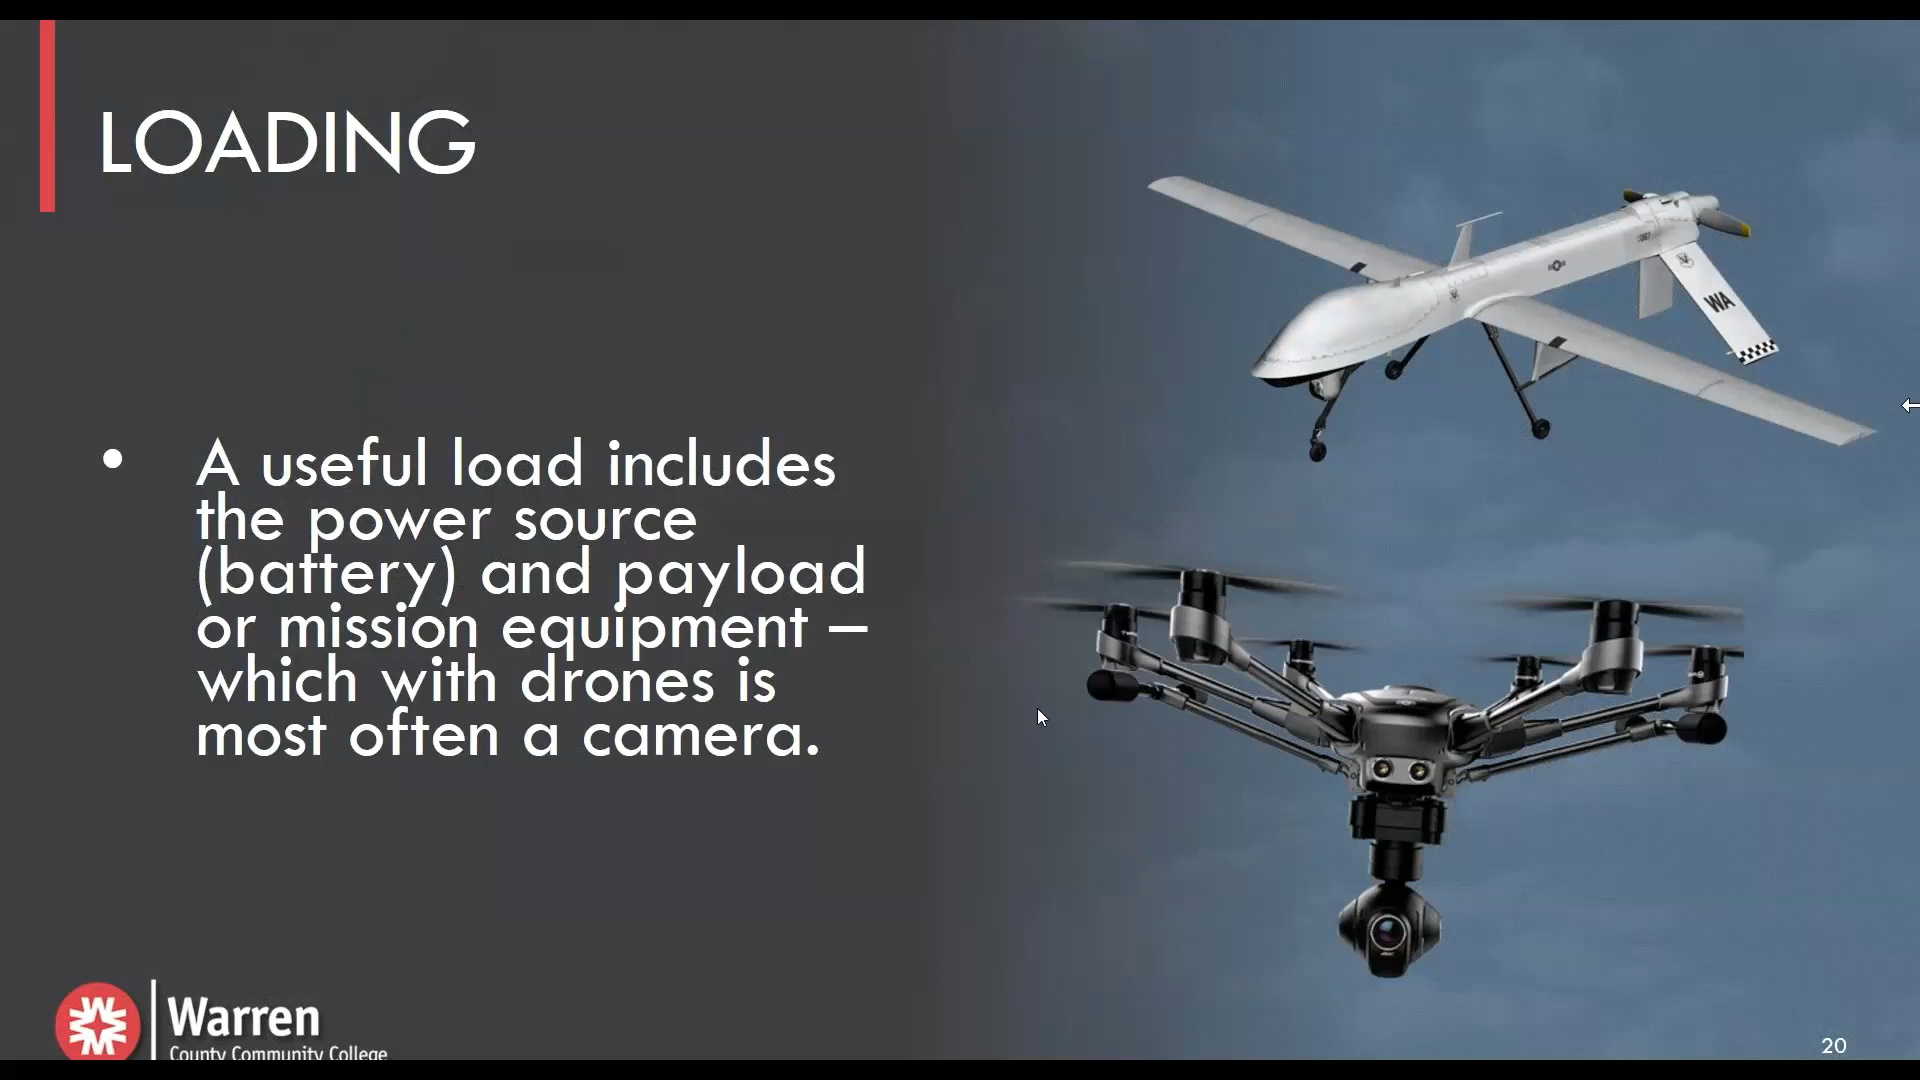 LOADING
• A useful load includes
the power source
(battery) and payload
or mission equipment –
which with drones is
most often a camera.
WA
Warren
County Community College
20